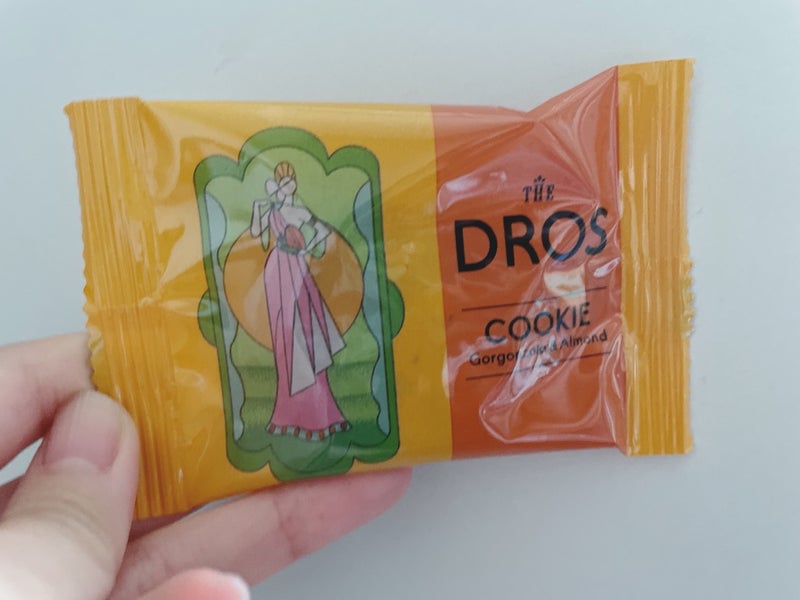 THE
DROS
COOKIE
Gorgonzola & Almond